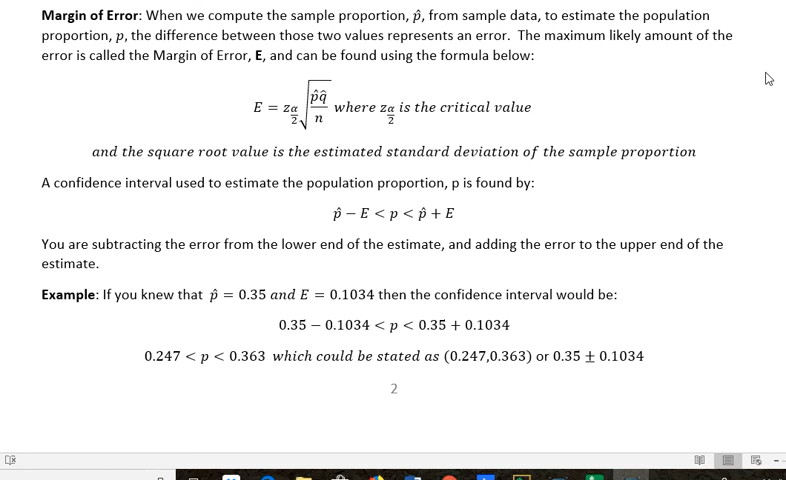 Margin of Error: When we compute the sample proportion, p̂, from sample data, to estimate the population
proportion, p, the difference between those two values represents an error. The maximum likely amount of the
error is called the Margin of Error, E, and can be found using the formula below:
E = z_{α/2} √(p̂q̂/n) where z_{α/2} is the critical value
and the square root value is the estimated standard deviation of the sample proportion
A confidence interval used to estimate the population proportion, p is found by:
p̂ − E < p < p̂ + E
You are subtracting the error from the lower end of the estimate, and adding the error to the upper end of the
estimate.
Example: If you knew that p̂ = 0.35 and E = 0.1034 then the confidence interval would be:
0.35 − 0.1034 < p < 0.35 + 0.1034
0.247 < p < 0.363 which could be stated as (0.247,0.363) or 0.35 ± 0.1034
2